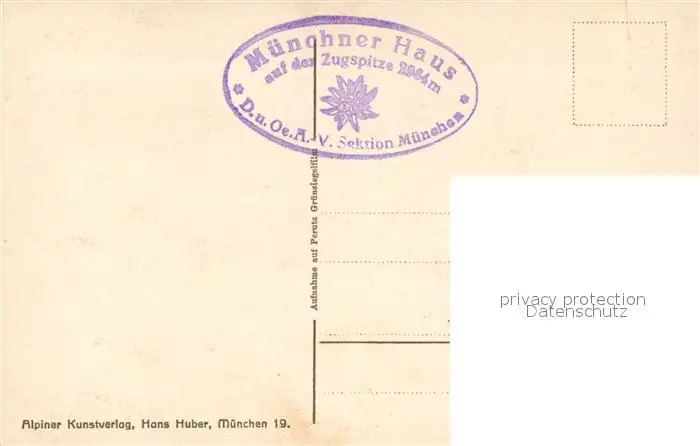 Münchner Haus
auf der Zugspitze 2964m
* D. u. Oe. A.-V. Sektion München *
Aufnahme auf Perutz Grünsiegelfilm
privacy protection
Datenschutz
Alpiner Kunstverlag, Hans Huber, München 19.